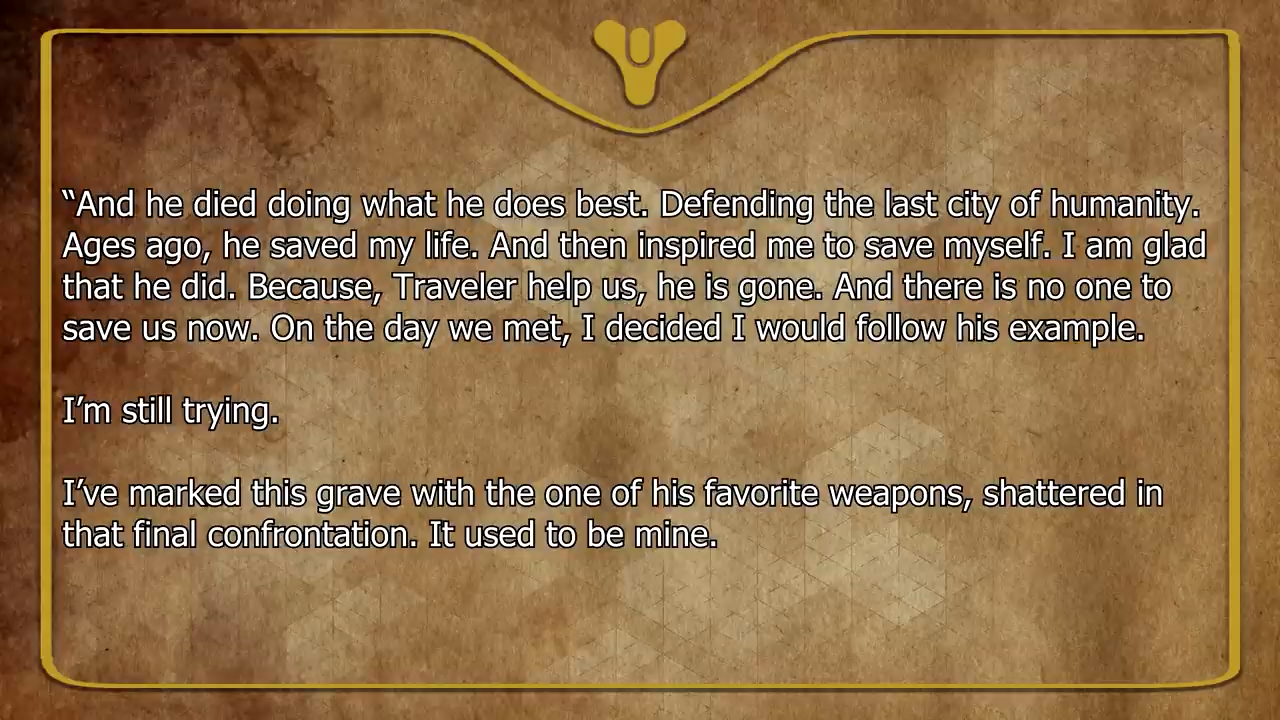 “And he died doing what he does best. Defending the last city of humanity.
Ages ago, he saved my life. And then inspired me to save myself. I am glad
that he did. Because, Traveler help us, he is gone. And there is no one to
save us now. On the day we met, I decided I would follow his example.
I’m still trying.
I’ve marked this grave with the one of his favorite weapons, shattered in
that final confrontation. It used to be mine.